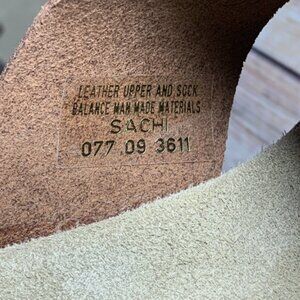 LEATHER UPPER AND SOCK
BALANCE MAN MADE MATERIALS
SACHI
077 09 3611